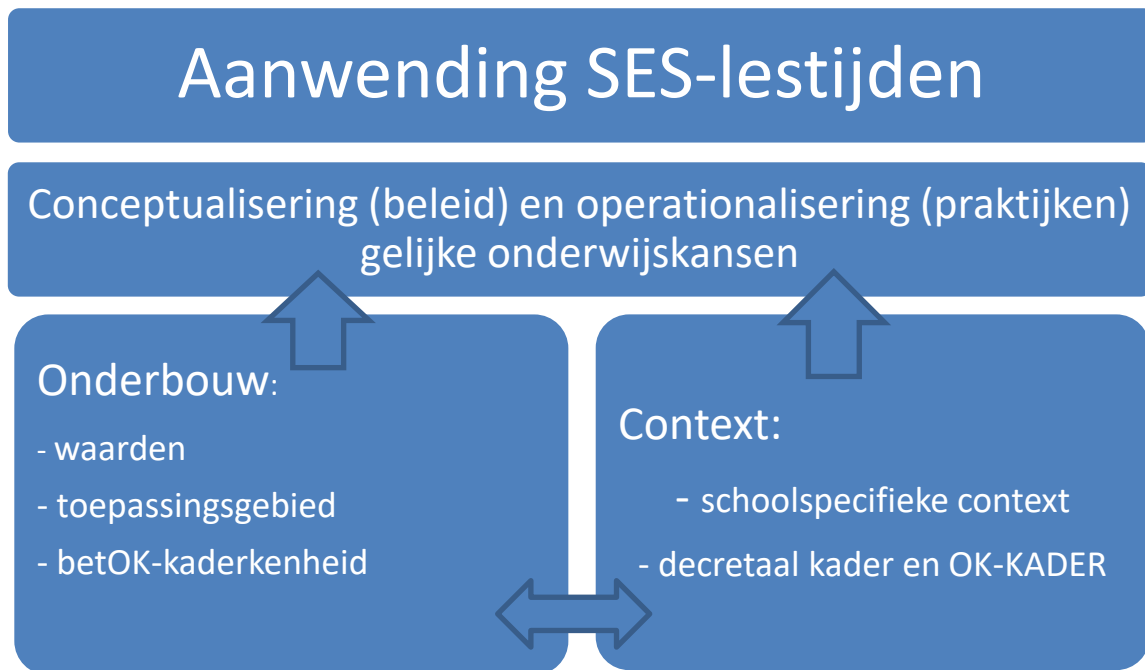 Aanwending SES-lestijden
Conceptualisering (beleid) en operationalisering (praktijken)
gelijke onderwijskansen
Onderbouw:
- waarden
- toepassingsgebied
- betOK-kaderkenheid
Context:
- schoolspecifieke context
- decretaal kader en OK-KADER